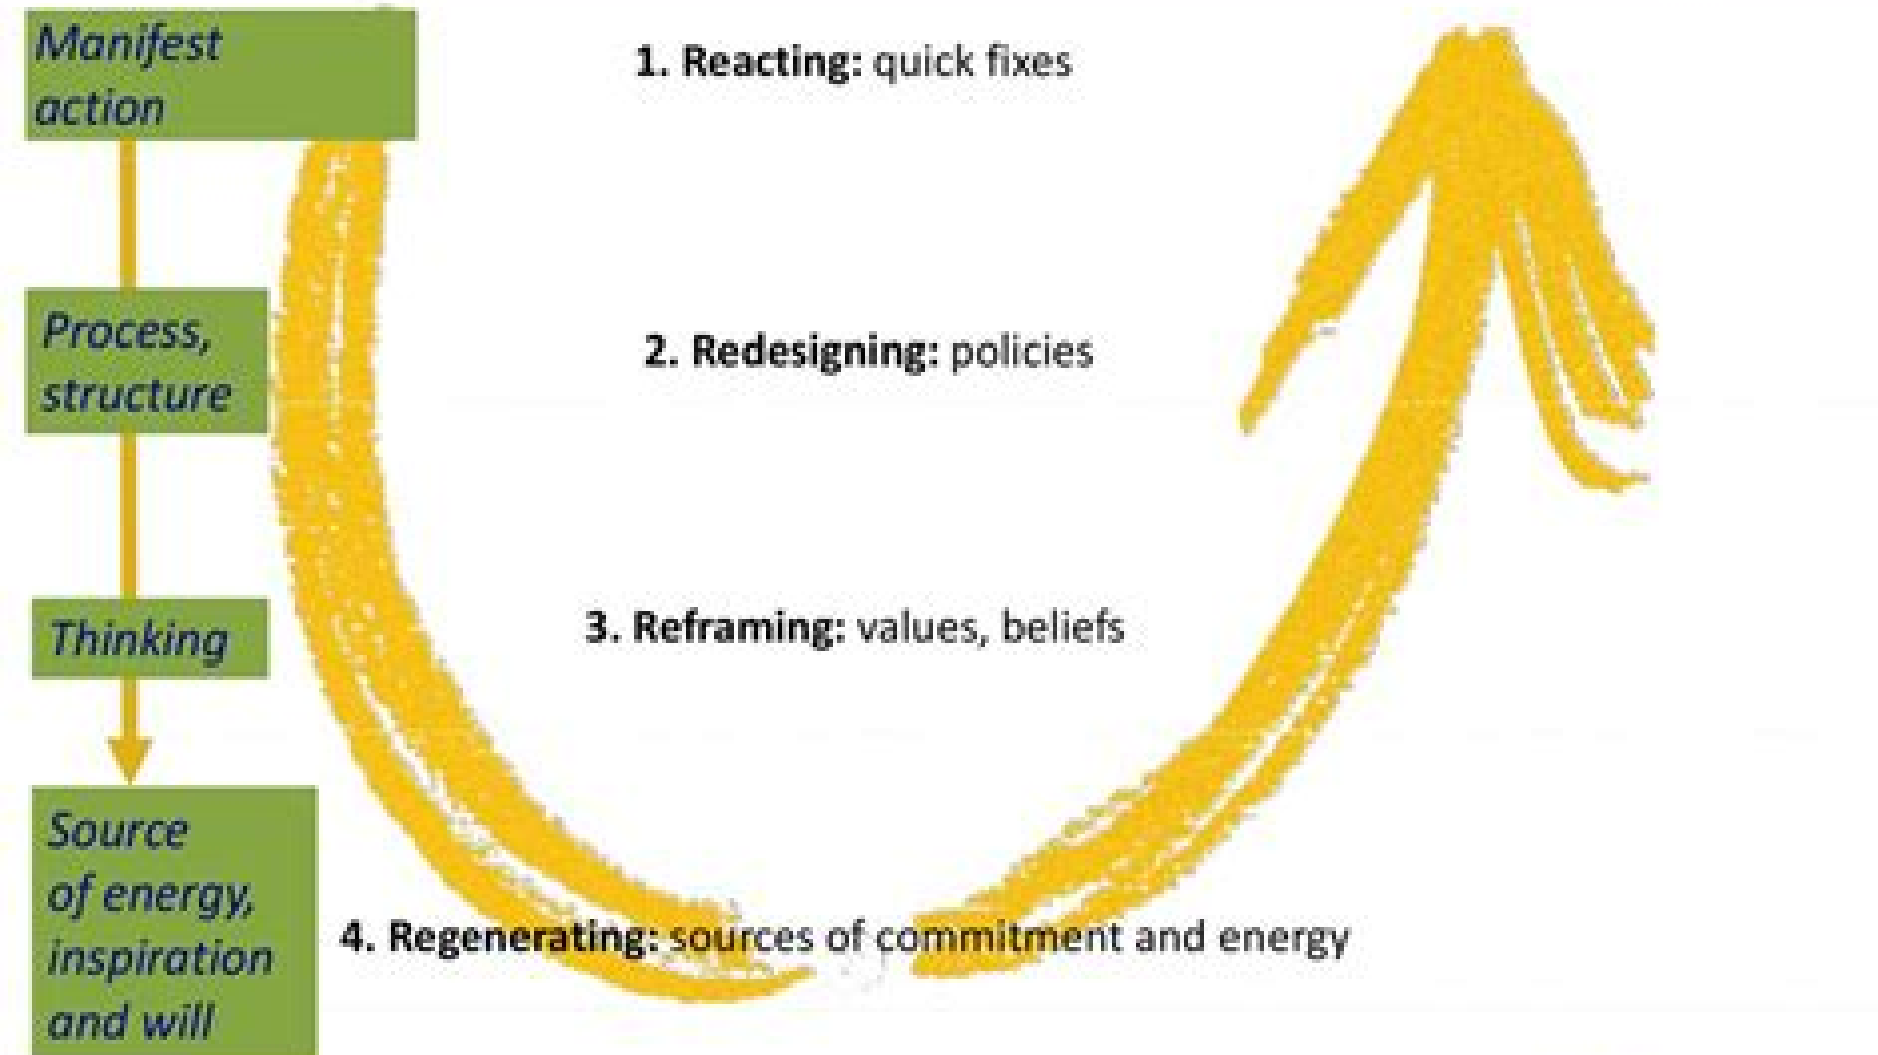 Manifest
action
1. Reacting: quick fixes
Process,
structure
2. Redesigning: policies
Thinking
3. Reframing: values, beliefs
Source
of energy,
inspiration
and will
4. Regenerating: sources of commitment and energy